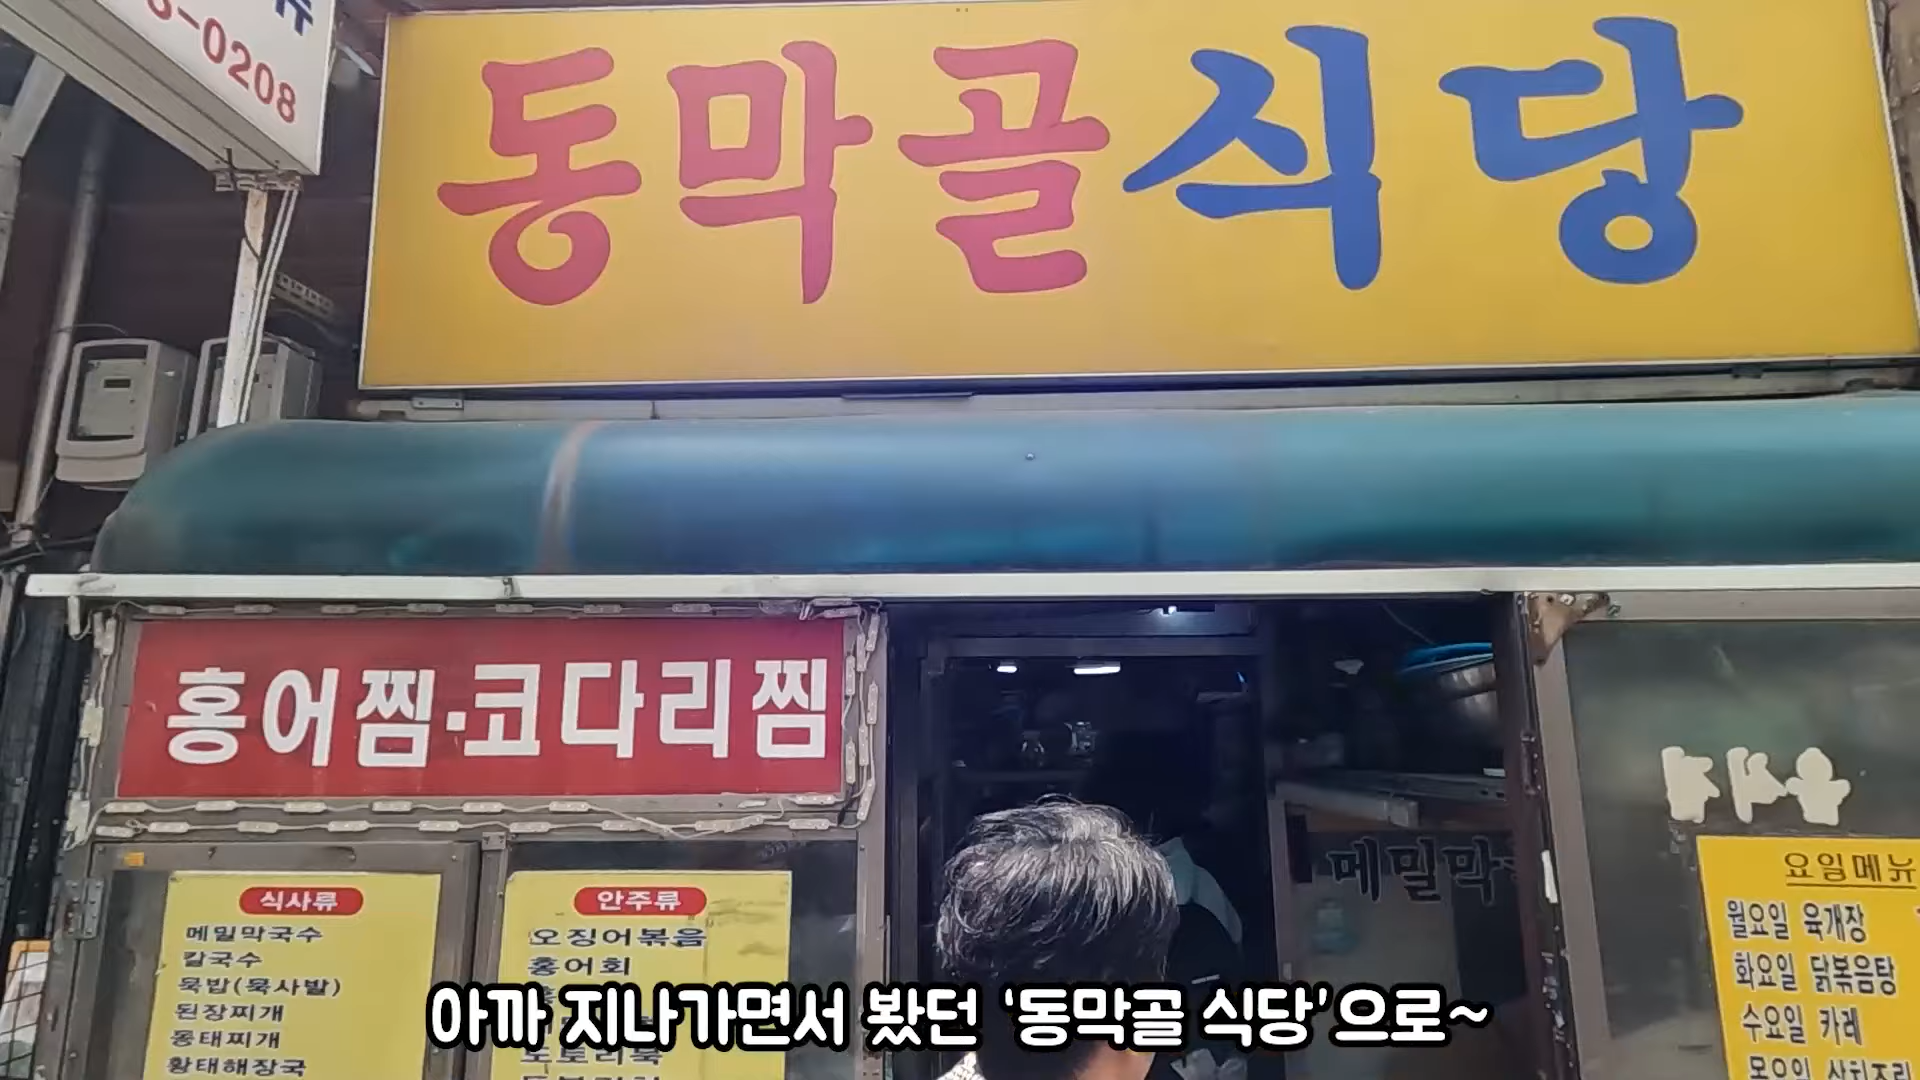 -0208
동막골식당
홍어찜·코다리찜
식사류
메밀막국수
칼국수
묵밥(묵사발)
된장찌개
동태찌개
황태해장국
안주류
오징어볶음
홍어회
도토리묵
메밀막
요일메뉴
월요일 육개장
화요일 닭볶음탕
수요일 카레
아까 지나가면서 봤던 '동막골 식당'으로~